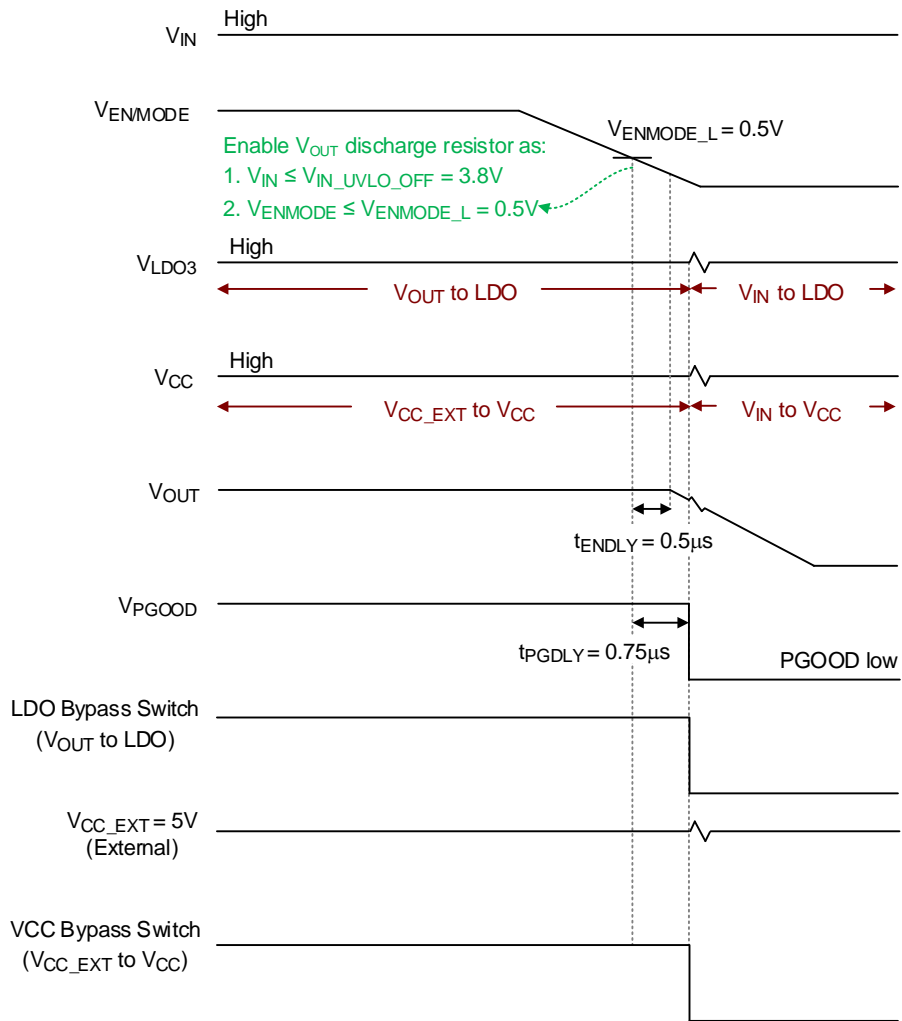 High
VIN
VEN/MODE
VENMODE_L = 0.5V
Enable VOUT discharge resistor as:
1. VIN ≤ VIN_UVLO_OFF = 3.8V
2. VENMODE ≤ VENMODE_L = 0.5V
High
VLDO3
VOUT to LDO
VIN to LDO
High
VCC
VCC_EXT to VCC
VIN to VCC
VOUT
tENDLY = 0.5μs
VPGOOD
tPGDLY = 0.75μs
PGOOD low
LDO Bypass Switch
(VOUT to LDO)
VCC_EXT = 5V
(External)
VCC Bypass Switch
(VCC_EXT to VCC)